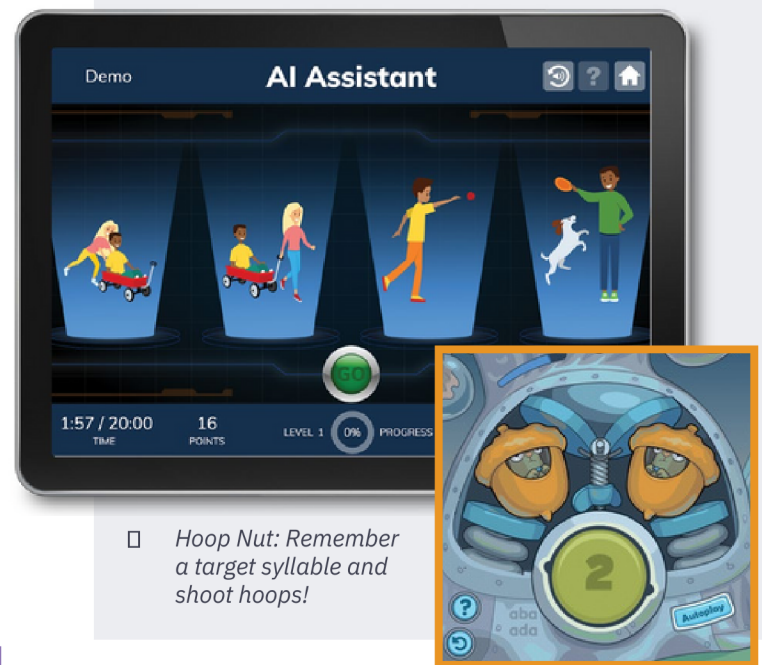 Demo
AI Assistant
?
GO
1:57 / 20:00
TIME
16
POINTS
LEVEL 1
0%
PROGRESS
2
?
aba
ada
Autoplay
Hoop Nut: Remember
a target syllable and
shoot hoops!